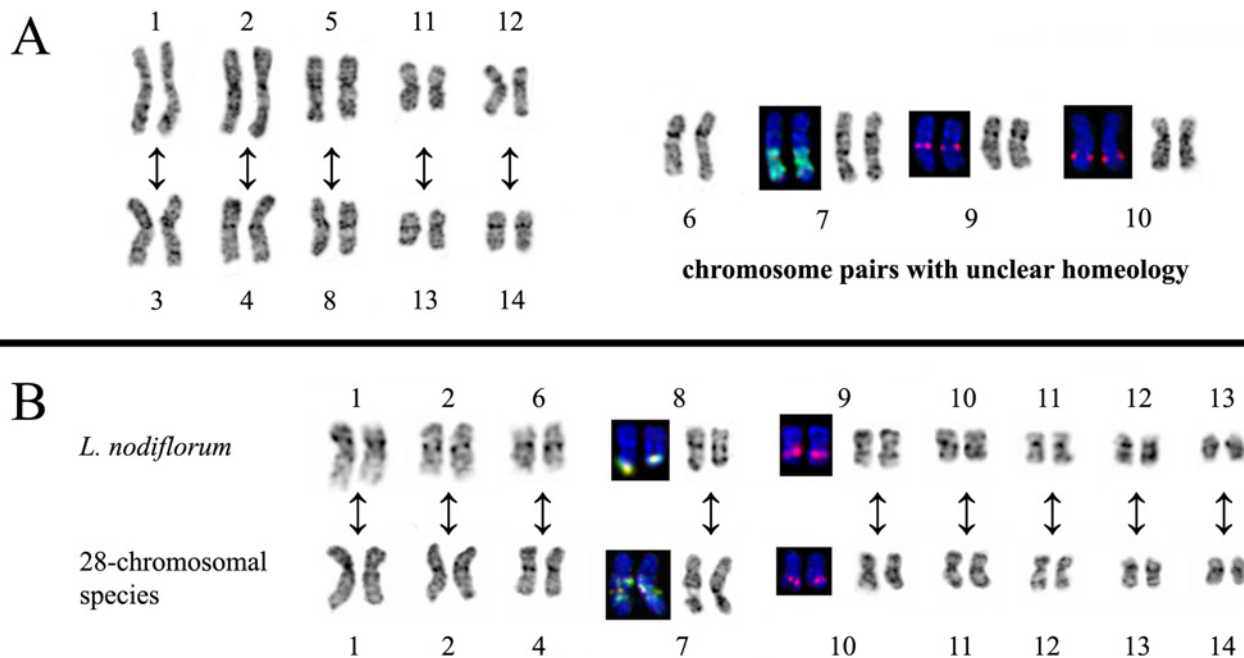 A
1 2 5 11 12
3 4 8 13 14
6 7 9 10
chromosome pairs with unclear homeology
B
1 2 6 8 9 10 11 12 13
L. nodiflorum
28-chromosomal
species
1 2 4 7 10 11 12 13 14